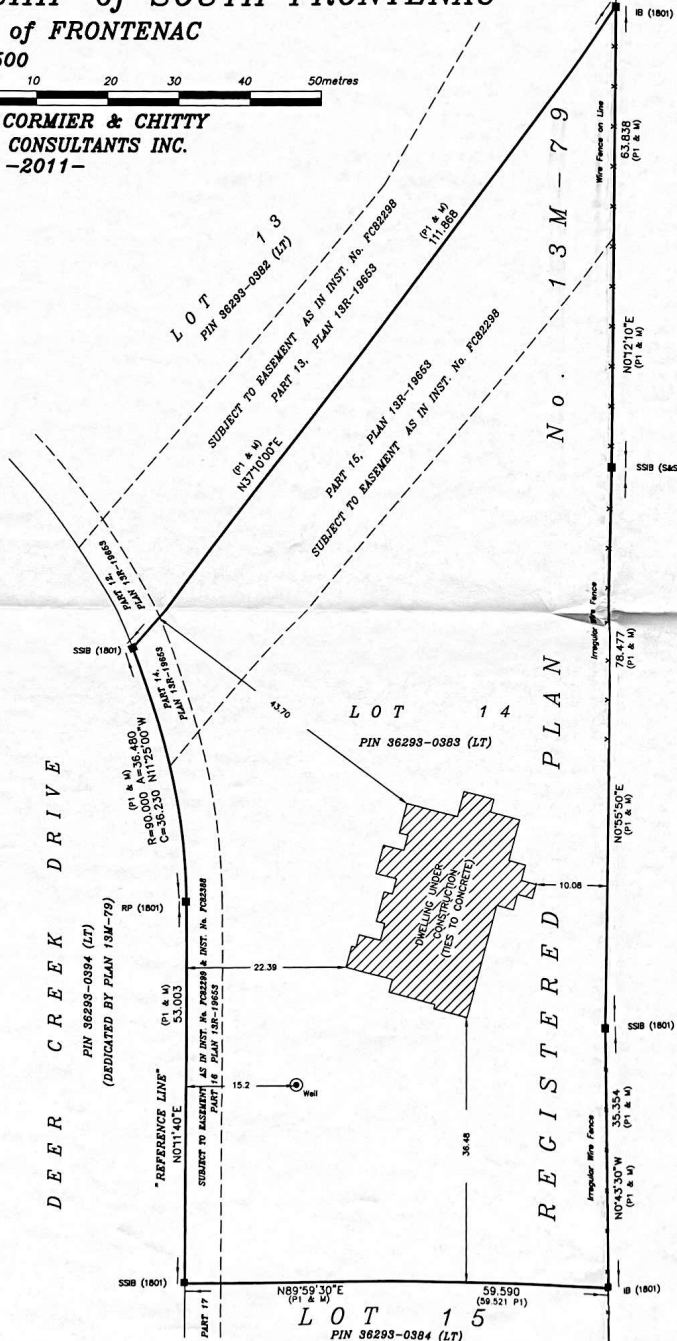 of SOUTH FRONTENAC
of FRONTENAC
500
10 20 30 50metres
CORMIER & CHITTY
CONSULTANTS INC.
-2011-
IB (1801)
Wire Fence on Line
63.838
(P1 & M)
No. 13M-79
LOT 13
PIN 36293-0382 (LT)
SUBJECT TO EASEMENT AS IN INST. No. FC82298
PART 13, PLAN 13R-19653
(P1 & M)
111.868
(P1 & M)
N37°10'00"E
PART 15, PLAN 13R-19653
SUBJECT TO EASEMENT AS IN INST. No. FC82298
N0°12'10"E
(P1 & M)
SSIB (S&S
PART 12,
PLAN 13R-19653
SSIB (1801)
PART 14,
PLAN 13R-19653
Irregular Wire Fence
78.477
(P1 & M)
43.70
LOT 14
PIN 36293-0383 (LT)
REGISTERED PLAN
(P1 & M)
R=90.000 A=36.480
C=36.230 N11°25'00"W
N0°55'50"E
(P1 & M)
DWELLING UNDER
CONSTRUCTION
(TIES TO CONCRETE)
10.08
RP (1801)
DEER CREEK DRIVE
PIN 36293-0394 (LT)
(DEDICATED BY PLAN 13M-79)
(P1 & M)
53.003
"REFERENCE LINE"
N0°11'40"E
SUBJECT TO EASEMENT AS IN INST. No. FC82299 & INST. No. FC82388
PART 16 PLAN 13R-19653
22.39
15.2
Well
36.48
SSIB (1801)
35.354
(P1 & M)
Irregular Wire Fence
N0°43'30"W
(P1 & M)
SSIB (1801)
PART 17
N89°59'30"E
(P1 & M)
59.590
(59.521 P1)
IB (1801)
LOT 15
PIN 36293-0384 (LT)